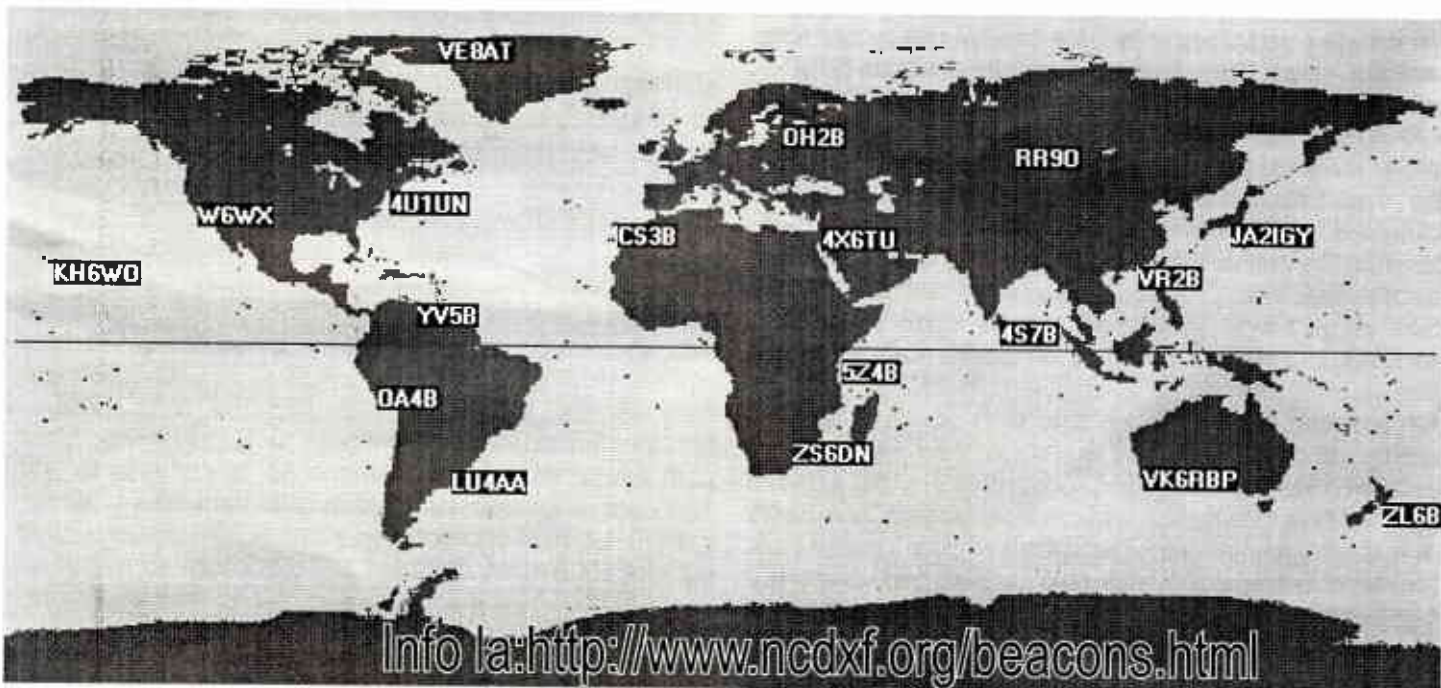 VE8AT
OH2B
RR9O
4U1UN
W6WX
CS3B
4X6TU
JA2IGY
KH6WO
VR2B
YV5B
4S7B
5Z4B
OA4B
ZS6DN
LU4AA
VK6RBP
ZL6B
Info la:http://www.ncdxf.org/beacons.html